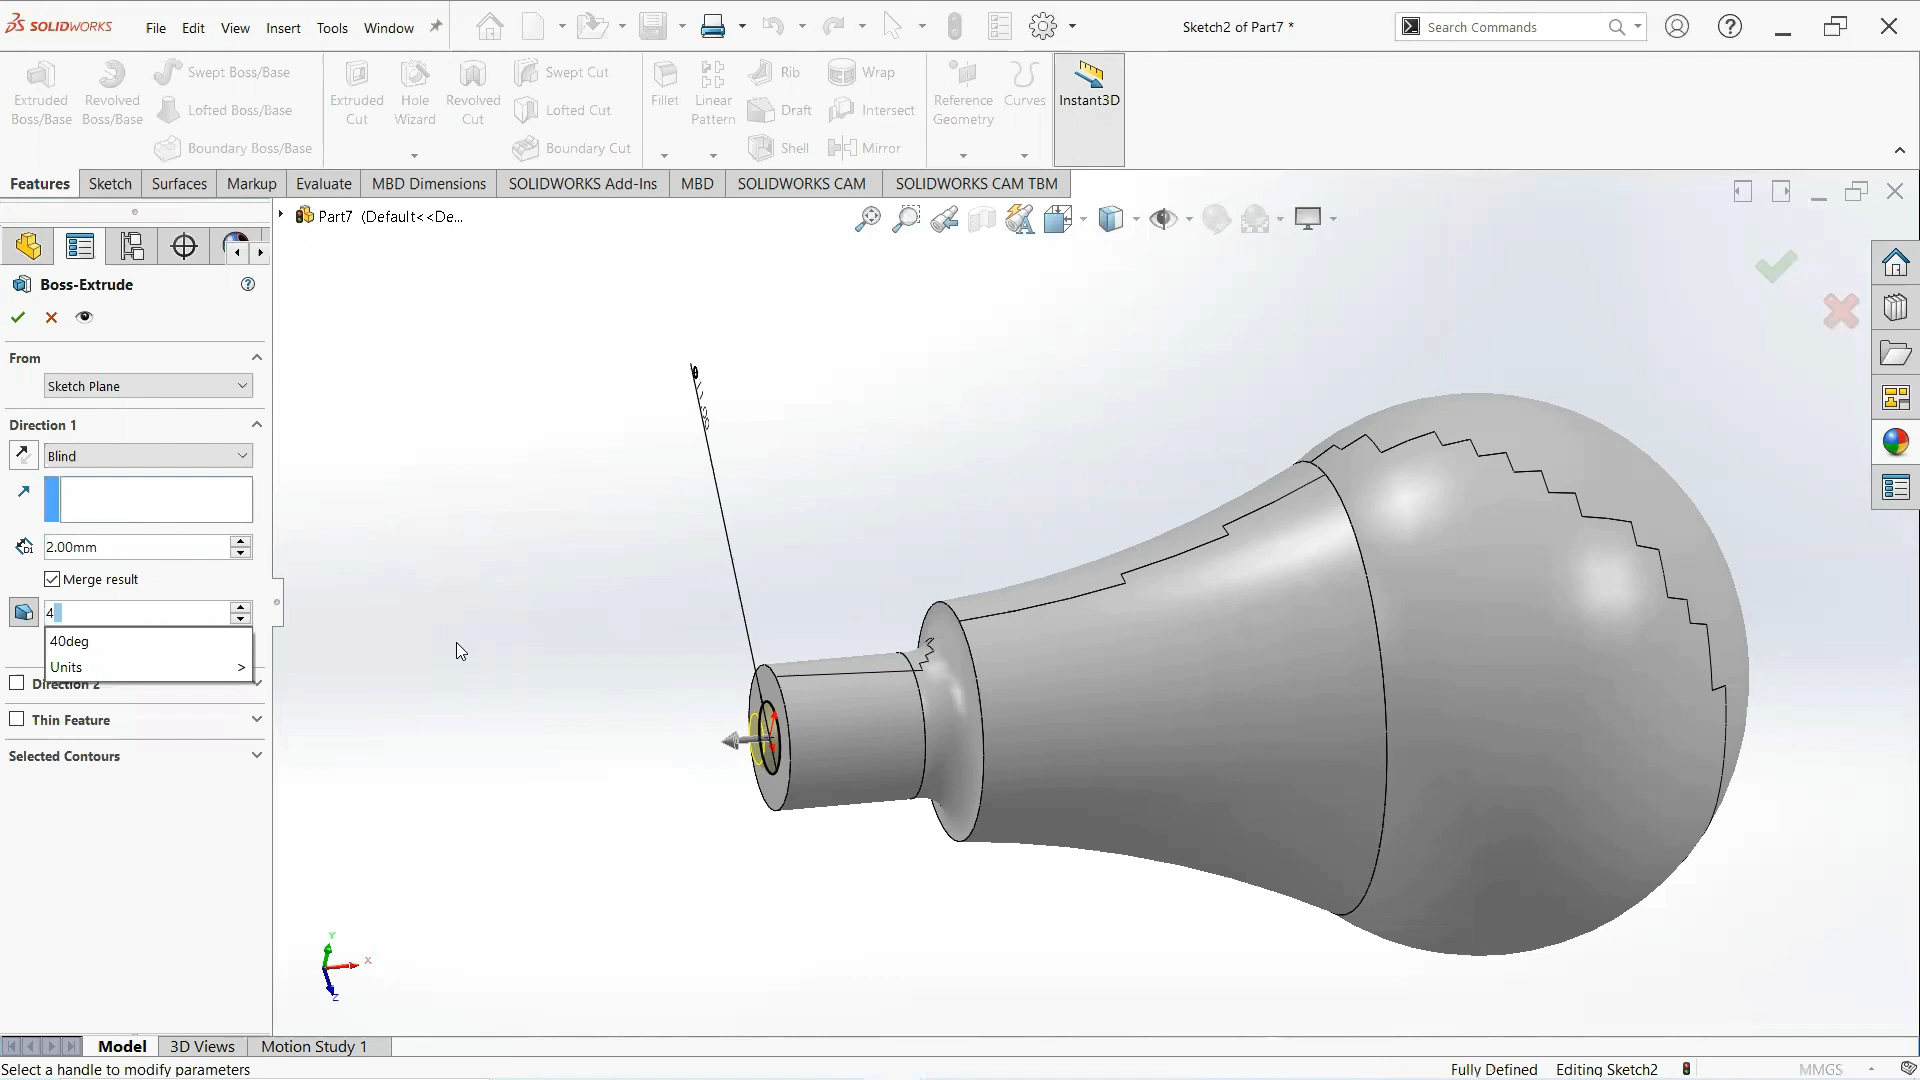 SOLIDWORKS File Edit View Insert Tools Window Sketch2 of Part7 * Search Commands
Extruded Boss/Base Revolved Boss/Base Swept Boss/Base Lofted Boss/Base Boundary Boss/Base
Extruded Cut Hole Wizard Revolved Cut Swept Cut Lofted Cut Boundary Cut
Fillet Linear Pattern Rib Draft Shell Wrap Intersect Mirror
Reference Geometry Curves Instant3D
Features Sketch Surfaces Markup Evaluate MBD Dimensions SOLIDWORKS Add-Ins MBD SOLIDWORKS CAM SOLIDWORKS CAM TBM
Part7 (Default<<De...
Boss-Extrude
From
Sketch Plane
Direction 1
Blind
2.00mm
Merge result
4
40deg
Units >
Direction 2
Thin Feature
Selected Contours
Y
X
Z
Model 3D Views Motion Study 1
Select a handle to modify parameters Fully Defined Editing Sketch2 MMGS